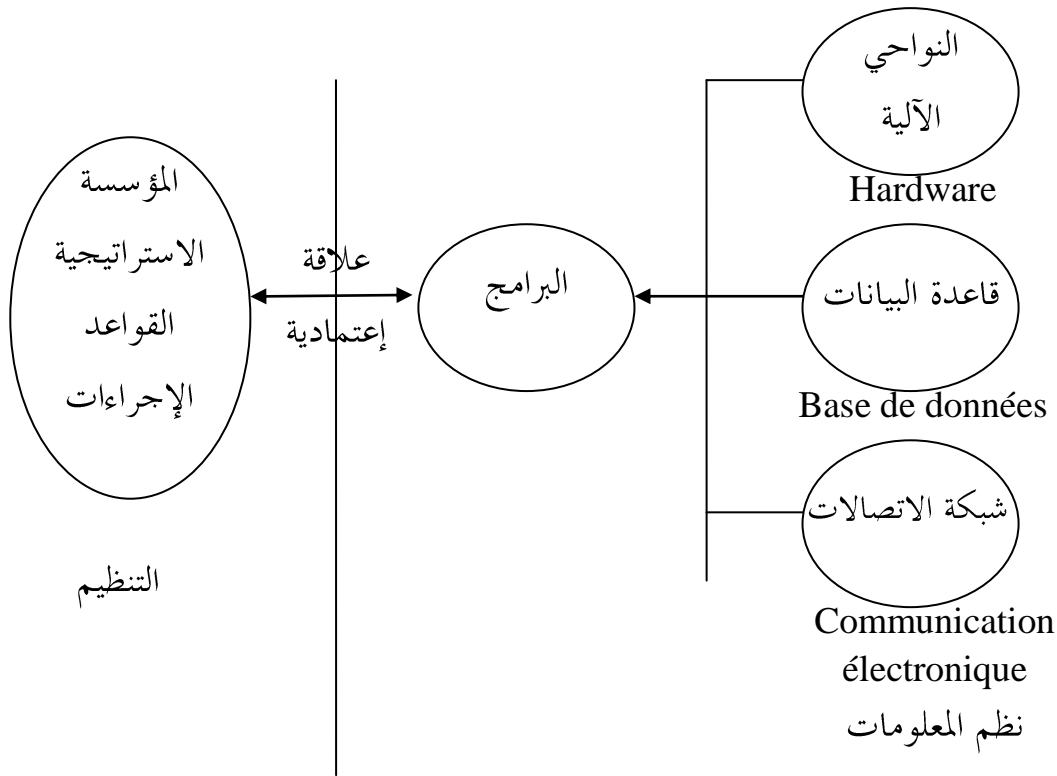 النواحي
الآلية
Hardware
المؤسسة
الاستراتيجية
القواعد
الإجراءات
علاقة
إعتمادية
البرامج
قاعدة البيانات
Base de données
شبكة الاتصالات
التنظيم
Communication
électronique
نظم المعلومات